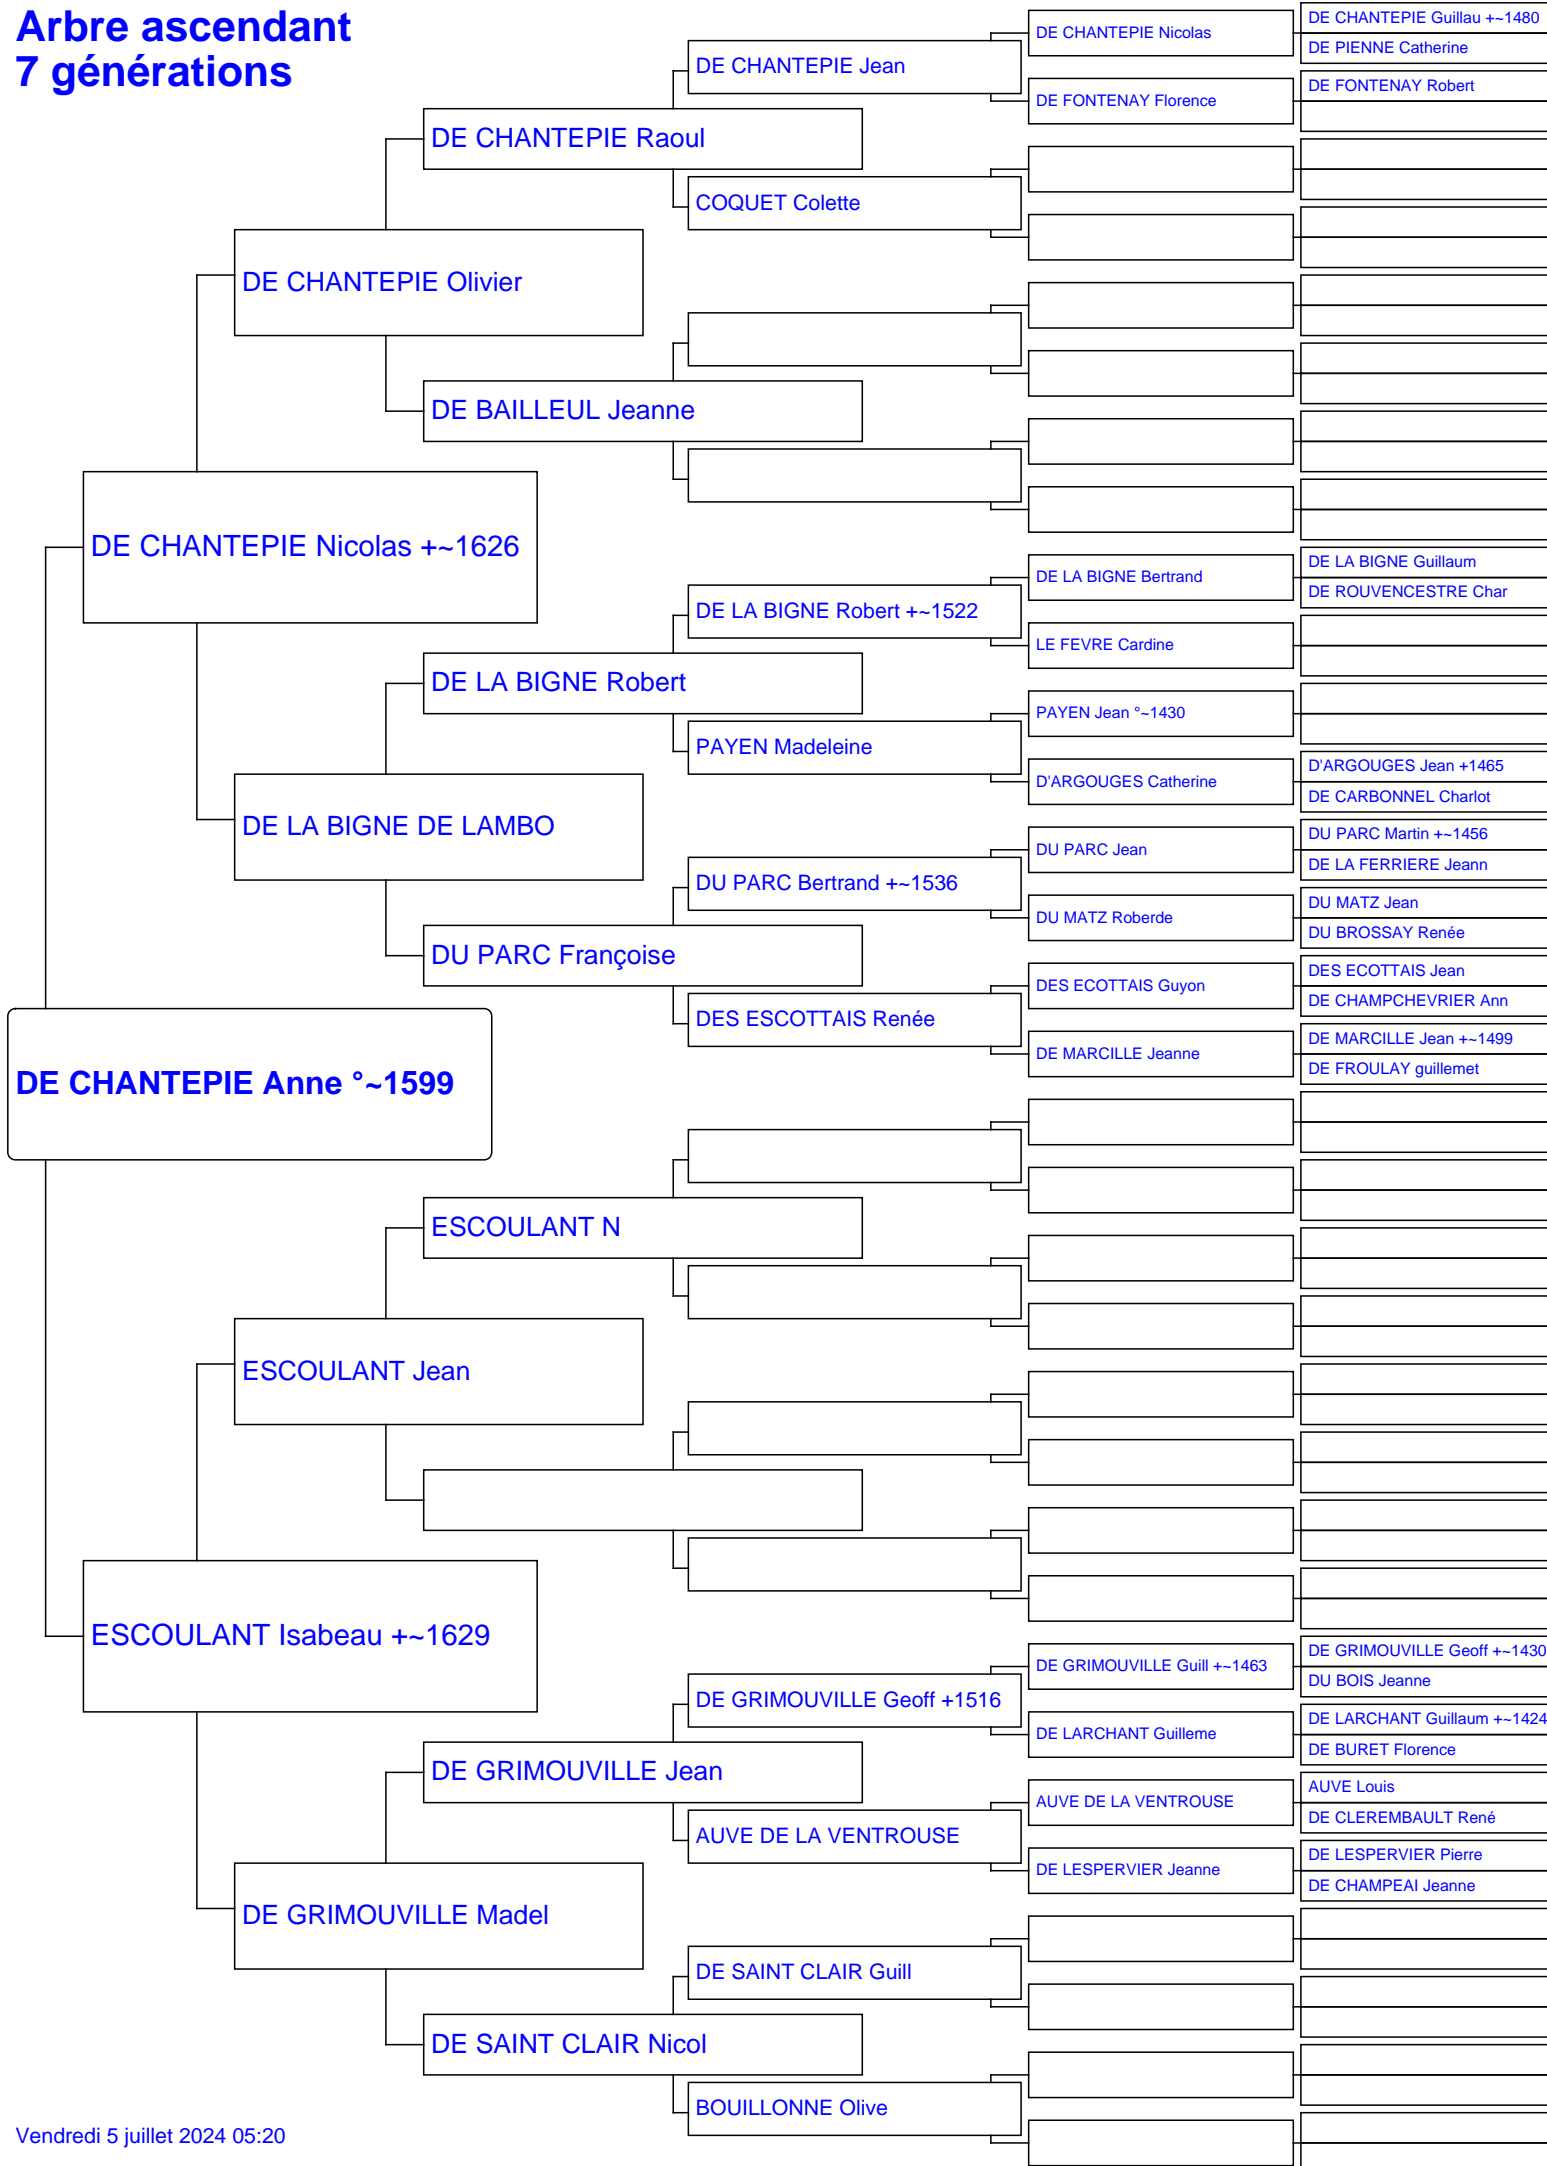 Arbre ascendant
7 générations
DE CHANTEPIE Guillau +~1480
DE CHANTEPIE Nicolas
DE PIENNE Catherine
DE CHANTEPIE Jean
DE FONTENAY Robert
DE FONTENAY Florence
DE CHANTEPIE Raoul
COQUET Colette
DE CHANTEPIE Olivier
DE BAILLEUL Jeanne
DE CHANTEPIE Nicolas +~1626
DE LA BIGNE Guillaum
DE LA BIGNE Bertrand
DE ROUVENCESTRE Char
DE LA BIGNE Robert +~1522
LE FEVRE Cardine
DE LA BIGNE Robert
PAYEN Jean °~1430
PAYEN Madeleine
D'ARGOUGES Jean +1465
D'ARGOUGES Catherine
DE CARBONNEL Charlot
DE LA BIGNE DE LAMBO
DU PARC Martin +~1456
DU PARC Jean
DE LA FERRIERE Jeann
DU PARC Bertrand +~1536
DU MATZ Jean
DU MATZ Roberde
DU BROSSAY Renée
DU PARC Françoise
DES ECOTTAIS Jean
DES ECOTTAIS Guyon
DE CHAMPCHEVRIER Ann
DES ESCOTTAIS Renée
DE MARCILLE Jean +~1499
DE MARCILLE Jeanne
DE FROULAY guillemet
DE CHANTEPIE Anne °~1599
ESCOULANT N
ESCOULANT Jean
ESCOULANT Isabeau +~1629
DE GRIMOUVILLE Geoff +~1430
DE GRIMOUVILLE Guill +~1463
DU BOIS Jeanne
DE GRIMOUVILLE Geoff +1516
DE LARCHANT Guillaum +~1424
DE LARCHANT Guilleme
DE BURET Florence
DE GRIMOUVILLE Jean
AUVE Louis
AUVE DE LA VENTROUSE
DE CLEREMBAULT René
AUVE DE LA VENTROUSE
DE LESPERVIER Pierre
DE LESPERVIER Jeanne
DE CHAMPEAI Jeanne
DE GRIMOUVILLE Madel
DE SAINT CLAIR Guill
DE SAINT CLAIR Nicol
BOUILLONNE Olive
Vendredi 5 juillet 2024 05:20